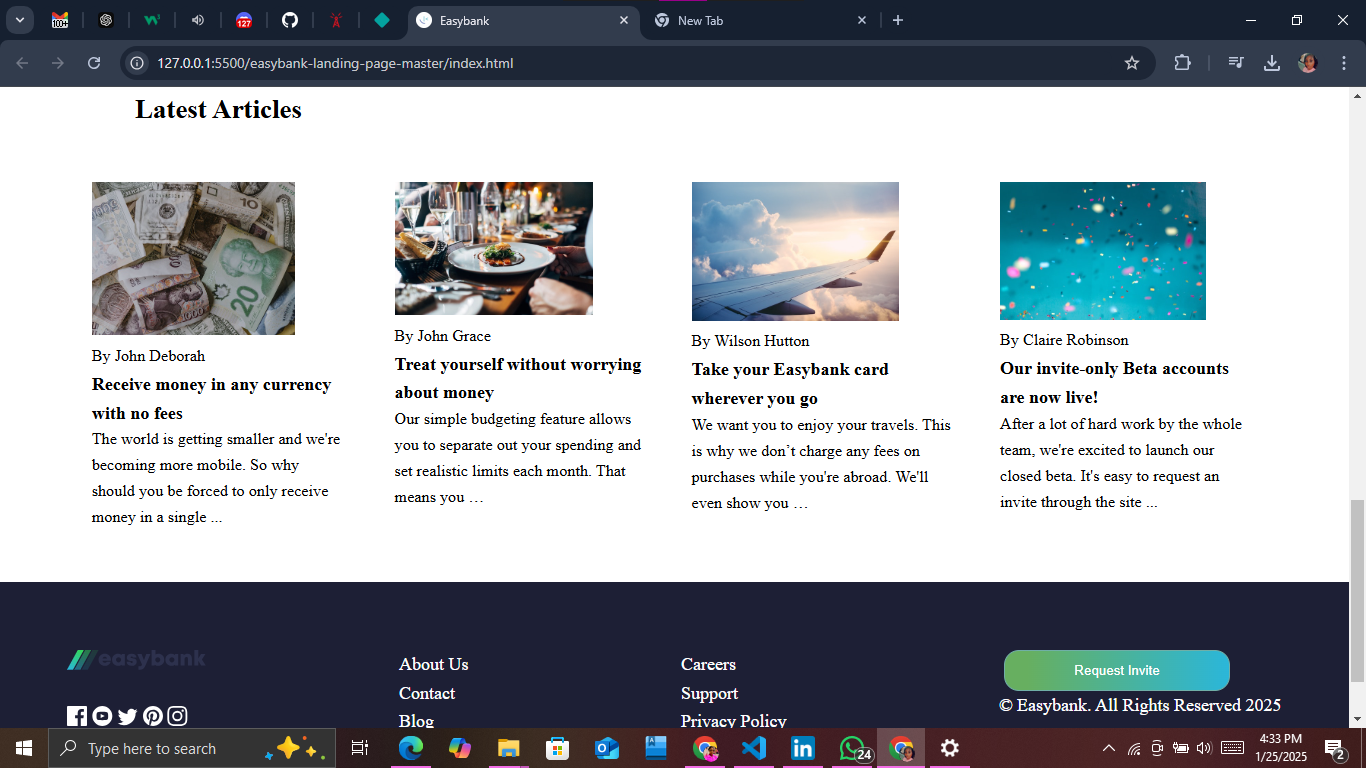 100+
127
Easybank
New Tab
127.0.0.1:5500/easybank-landing-page-master/index.html
Latest Articles
By John Deborah
Receive money in any currency
with no fees
The world is getting smaller and we're
becoming more mobile. So why
should you be forced to only receive
money in a single ...
By John Grace
Treat yourself without worrying
about money
Our simple budgeting feature allows
you to separate out your spending and
set realistic limits each month. That
means you …
By Wilson Hutton
Take your Easybank card
wherever you go
We want you to enjoy your travels. This
is why we don’t charge any fees on
purchases while you're abroad. We'll
even show you …
By Claire Robinson
Our invite-only Beta accounts
are now live!
After a lot of hard work by the whole
team, we're excited to launch our
closed beta. It's easy to request an
invite through the site ...
easybank
About Us
Contact
Blog
Careers
Support
Privacy Policy
Request Invite
© Easybank. All Rights Reserved 2025
Type here to search
24
4:33 PM
1/25/2025
2